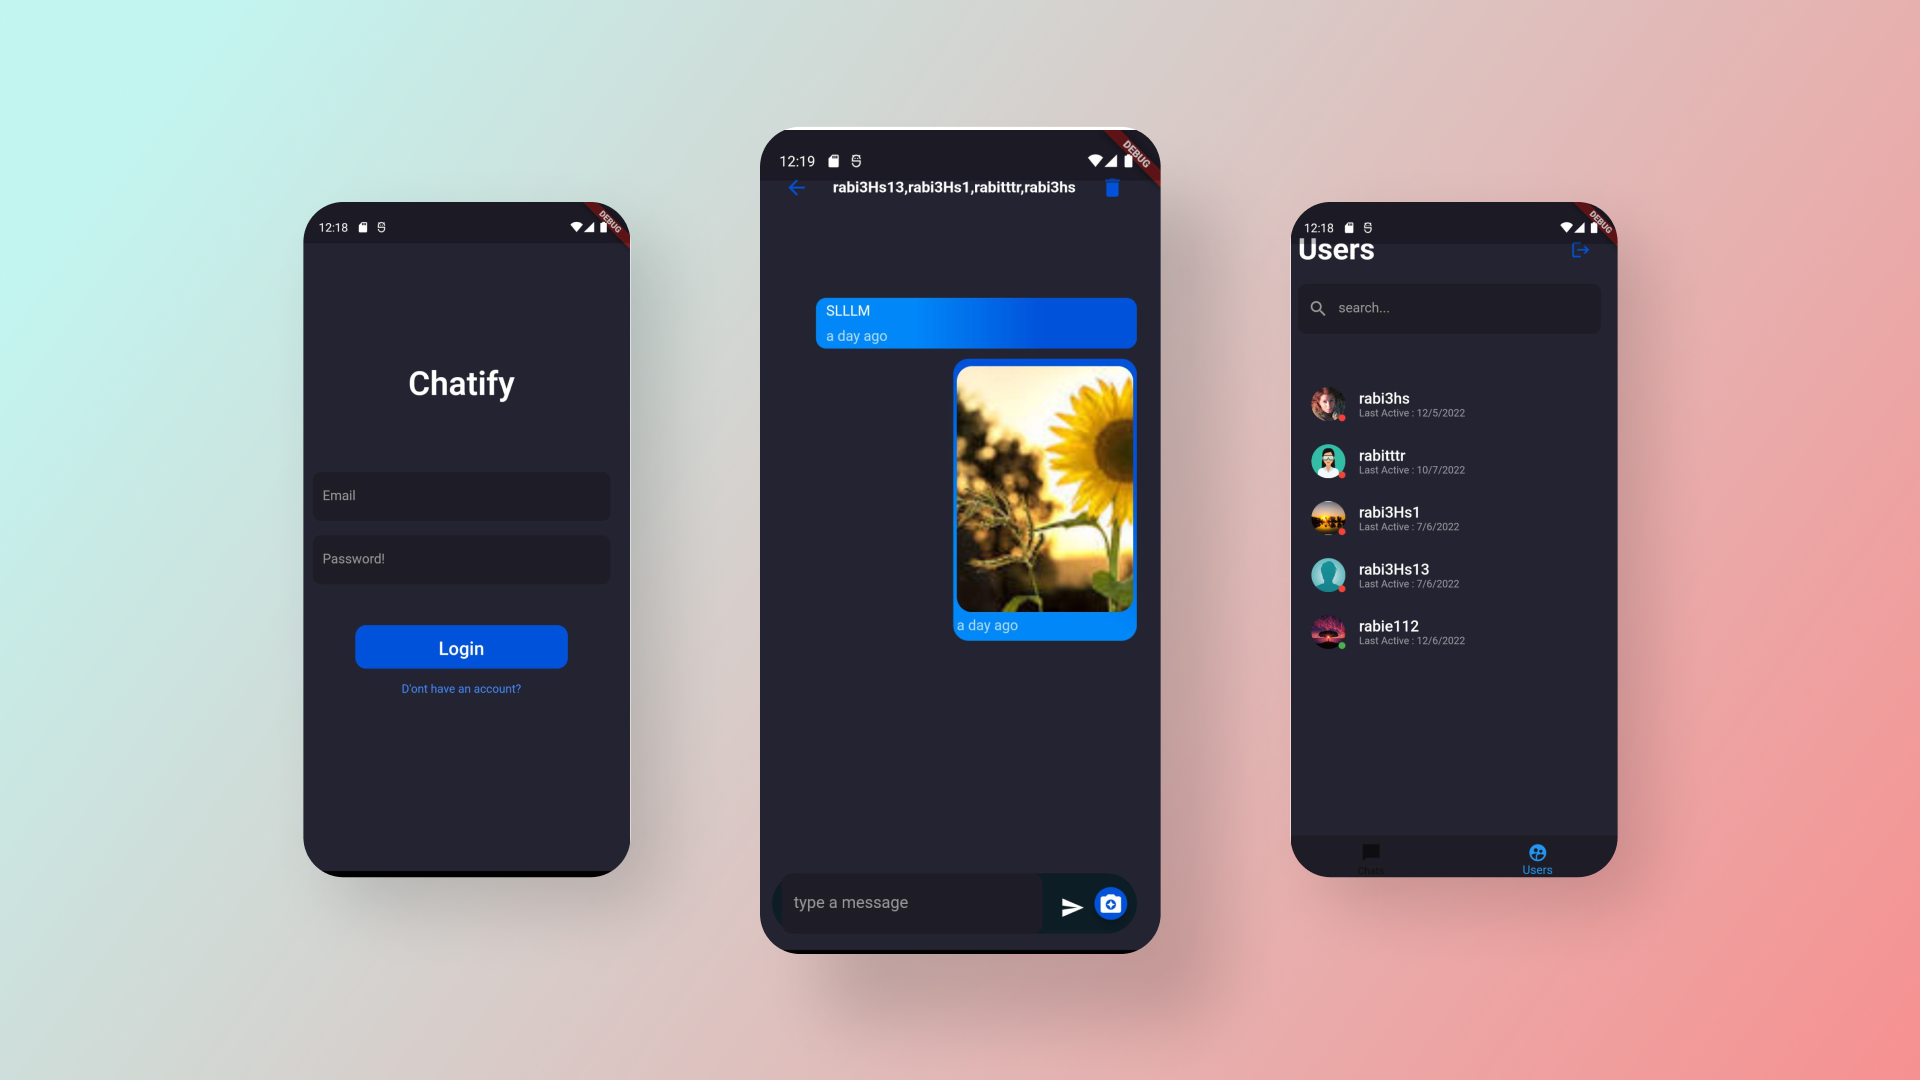 12:18
DEBUG
Chatify
Email
Password!
Login
D'ont have an account?
12:19
DEBUG
rabi3Hs13,rabi3Hs1,rabitttr,rabi3hs
SLLLM
a day ago
a day ago
type a message
12:18
DEBUG
Users
search...
rabi3hs
Last Active : 12/5/2022
rabitttr
Last Active : 10/7/2022
rabi3Hs1
Last Active : 7/6/2022
rabi3Hs13
Last Active : 7/6/2022
rabie112
Last Active : 12/6/2022
Chats
Users